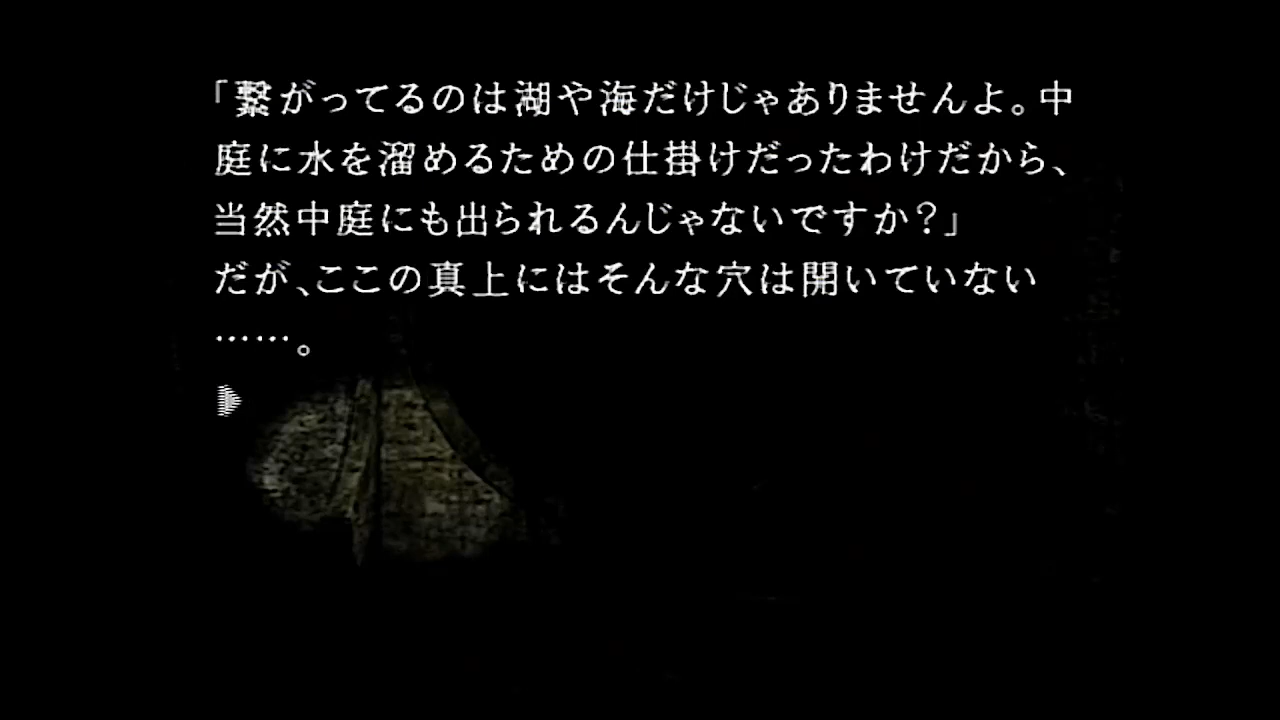 「繋がってるのは湖や海だけじゃありませんよ。中
庭に水を溜めるための仕掛けだったわけだから、
当然中庭にも出られるんじゃないですか？」
だが、ここの真上にはそんな穴は開いていない
……。